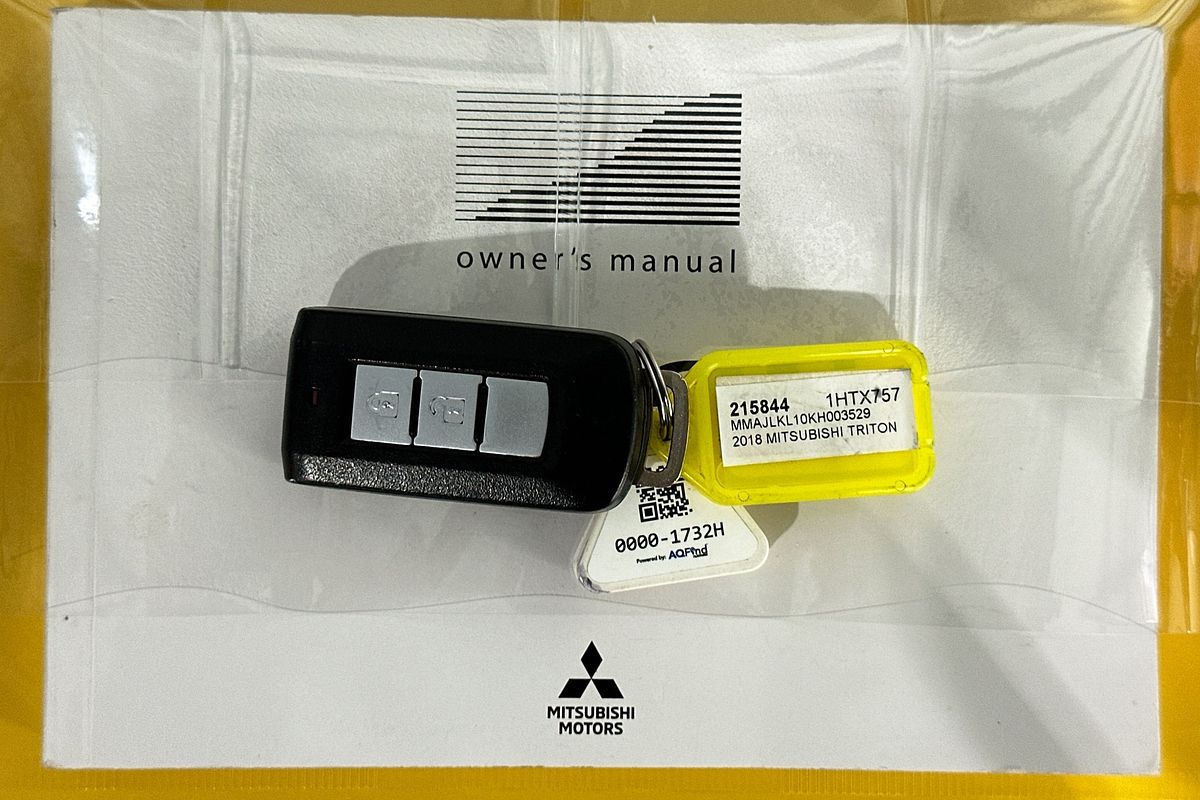 owner's manual
215844 1HTX757
MMAJLKL10KH003529
2018 MITSUBISHI TRITON
0000-1732H
Powered by: AQFind
MITSUBISHI
MOTORS